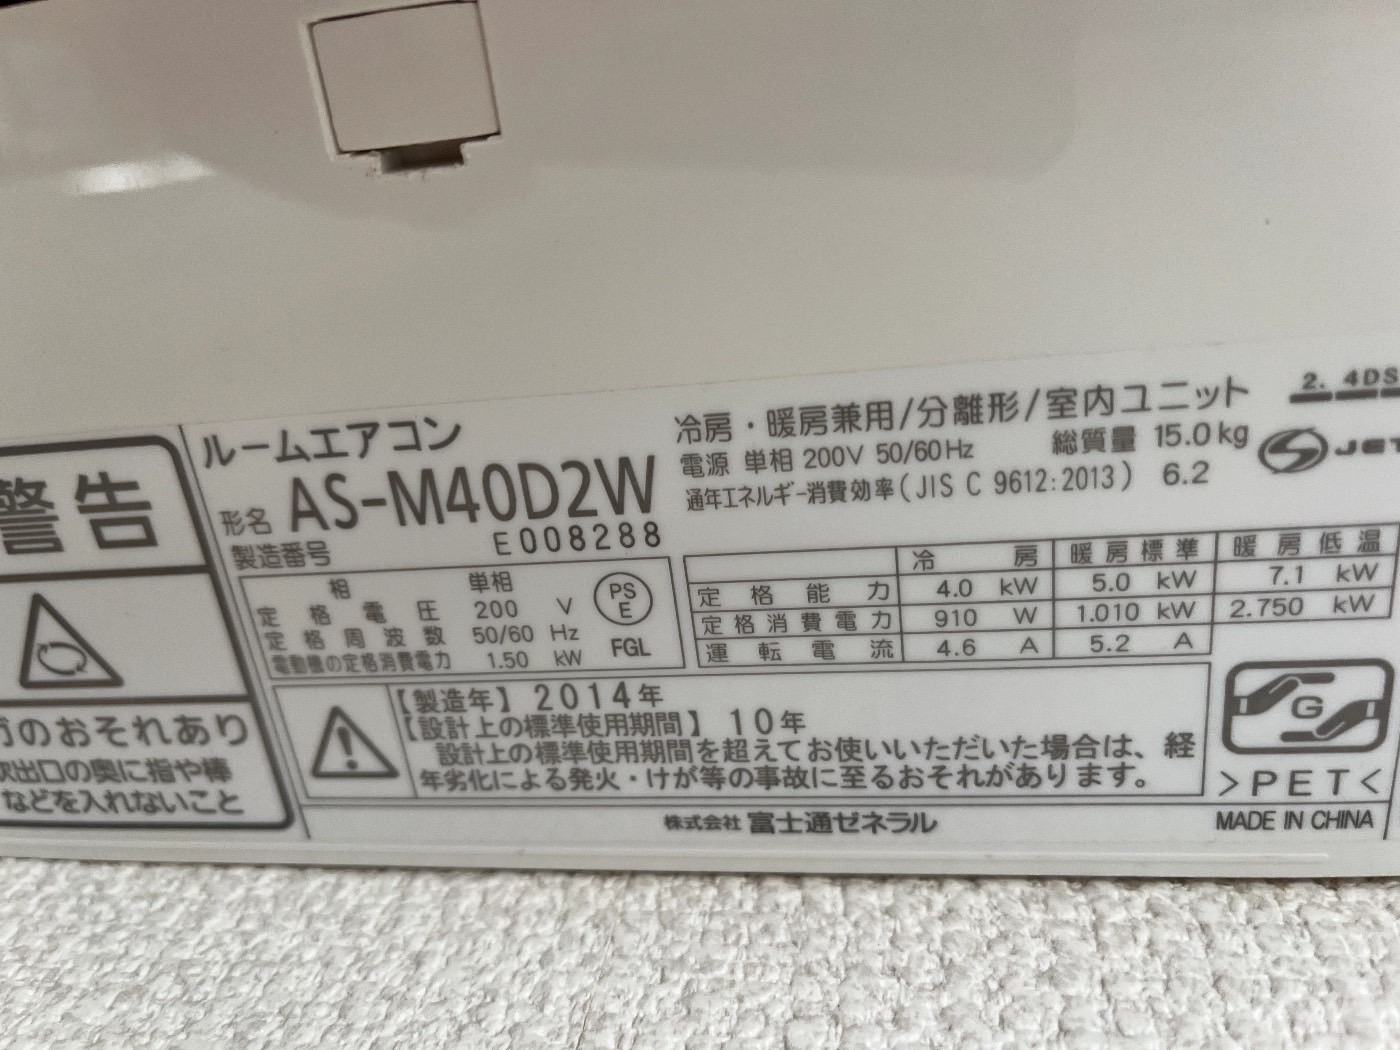 ルームエアコン
形名 AS-M40D2W
製造番号 E008288
相 単相
定格電圧 200 V
定格周波数 50/60 Hz
電動機の定格消費電力 1.50 kW
PS
E
FGL
冷房・暖房兼用/分離形/室内ユニット
電源 単相 200V 50/60Hz 総質量 15.0kg
通年エネルギー消費効率(JIS C 9612:2013) 6.2
冷房 暖房標準 暖房低温
定格能力 4.0 kW 5.0 kW 7.1 kW
定格消費電力 910 W 1.010 kW 2.750 kW
運転電流 4.6 A 5.2 A
【製造年】2014年
【設計上の標準使用期間】10年
設計上の標準使用期間を超えてお使いいただいた場合は、経
年劣化による発火・けが等の事故に至るおそれがあります。
株式会社 富士通ゼネラル
2. 4DS
JET
G
>PET<
MADE IN CHINA
警告
のおそれあり
吹出口の奥に指や棒
などを入れないこと